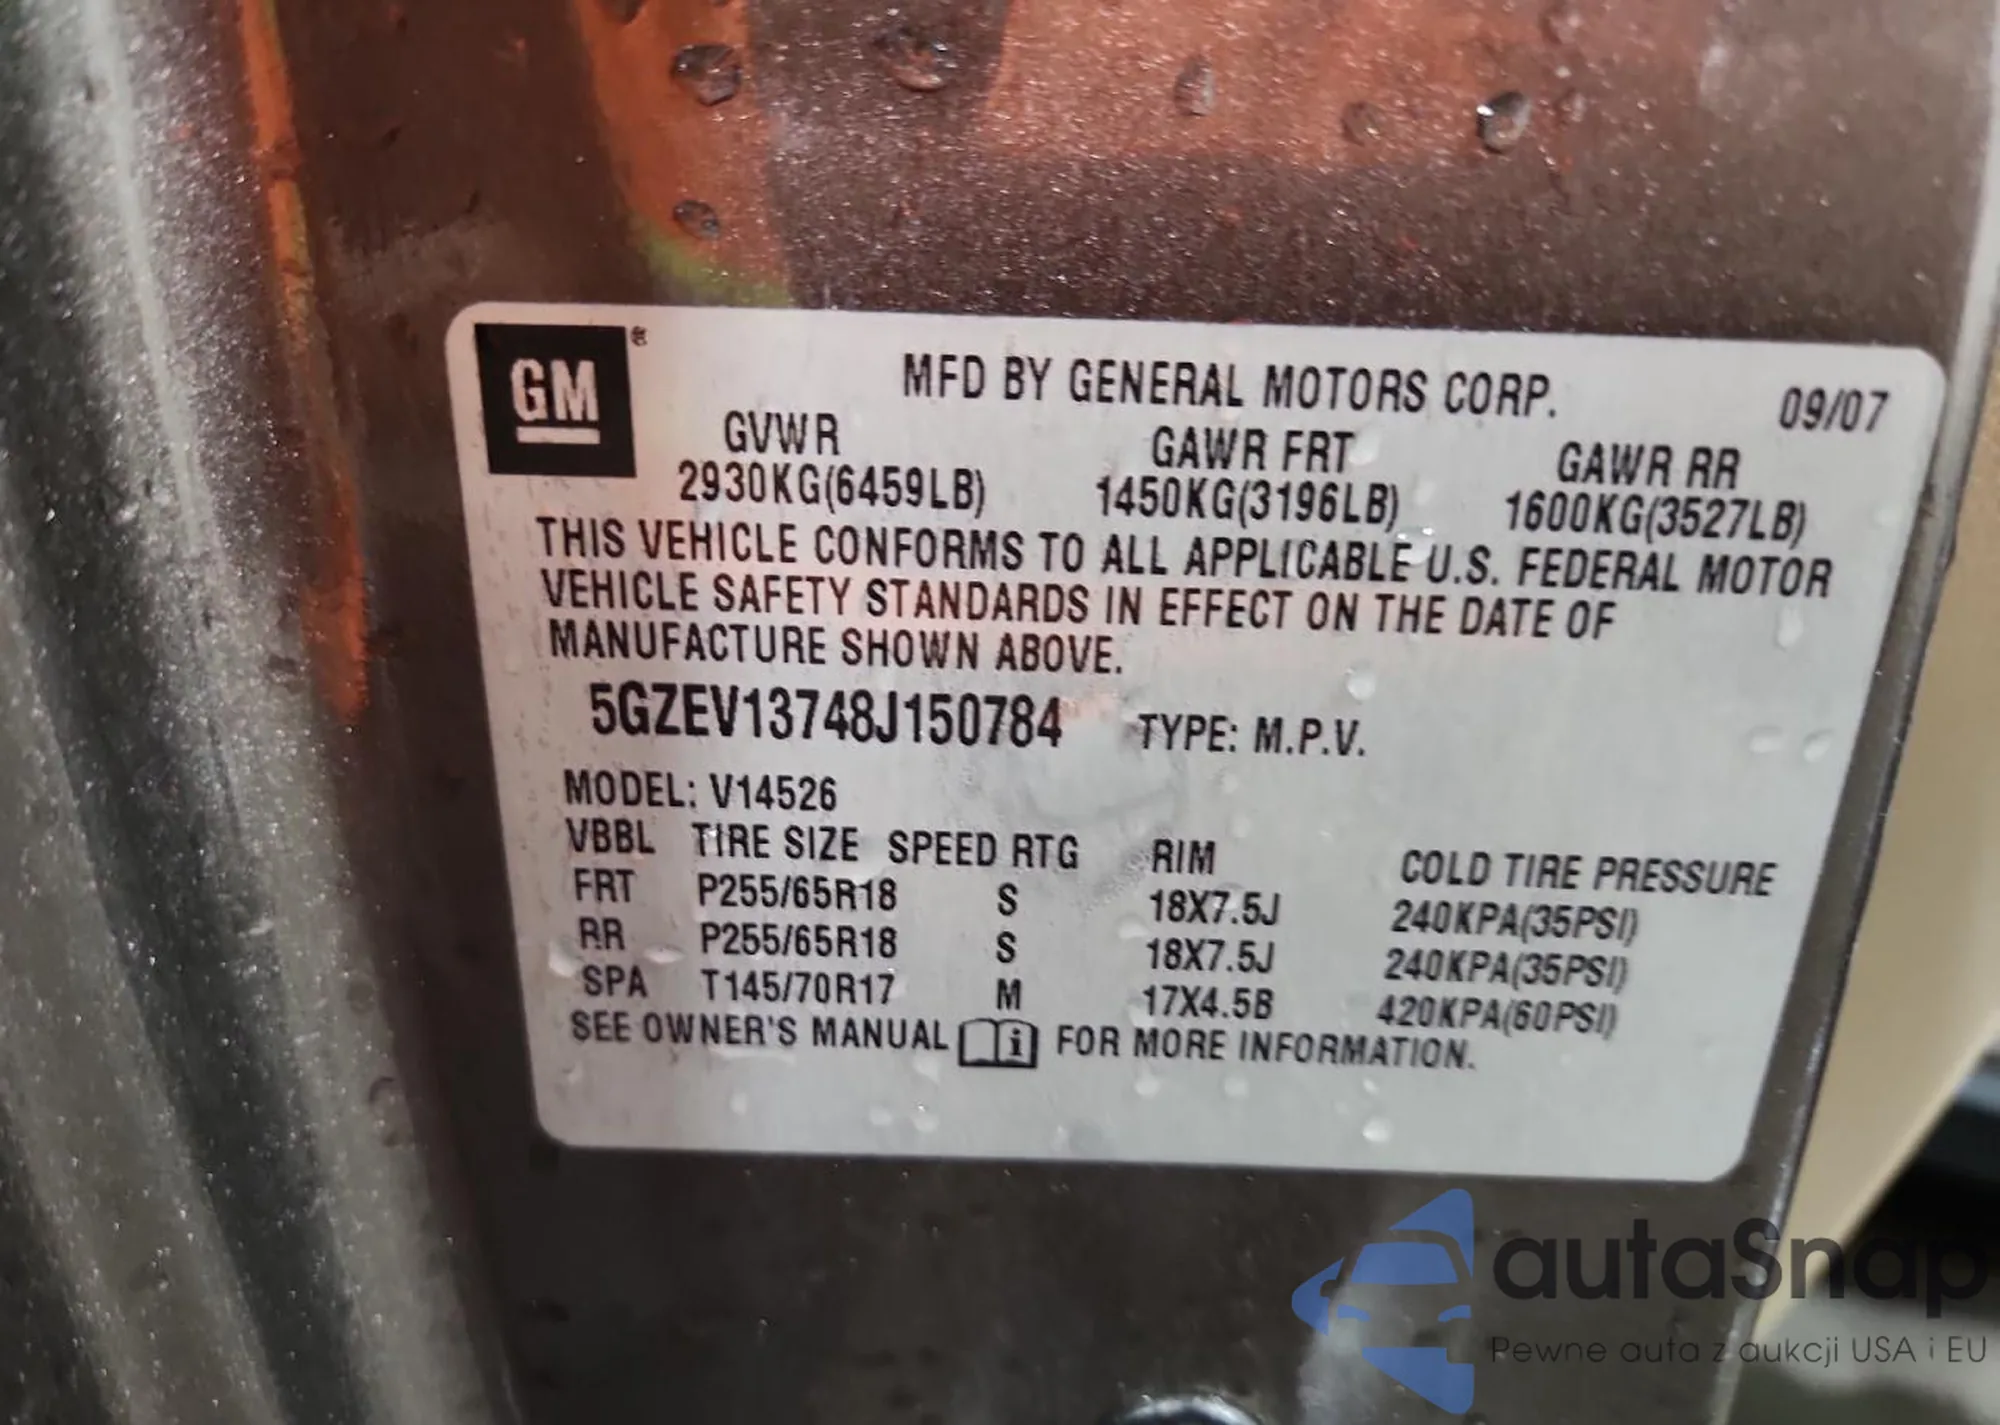 GM®
MFD BY GENERAL MOTORS CORP. 09/07
GVWR GAWR FRT GAWR RR
2930KG(6459LB) 1450KG(3196LB) 1600KG(3527LB)
THIS VEHICLE CONFORMS TO ALL APPLICABLE U.S. FEDERAL MOTOR
VEHICLE SAFETY STANDARDS IN EFFECT ON THE DATE OF
MANUFACTURE SHOWN ABOVE.
5GZEV13748J150784 TYPE: M.P.V.
MODEL: V14526
VBBL TIRE SIZE SPEED RTG RIM COLD TIRE PRESSURE
FRT P255/65R18 S 18X7.5J 240KPA(35PSI)
RR P255/65R18 S 18X7.5J 240KPA(35PSI)
SPA T145/70R17 M 17X4.5B 420KPA(60PSI)
SEE OWNER'S MANUAL i FOR MORE INFORMATION.
autaSnap
Pewne auta z aukcji USA i EU